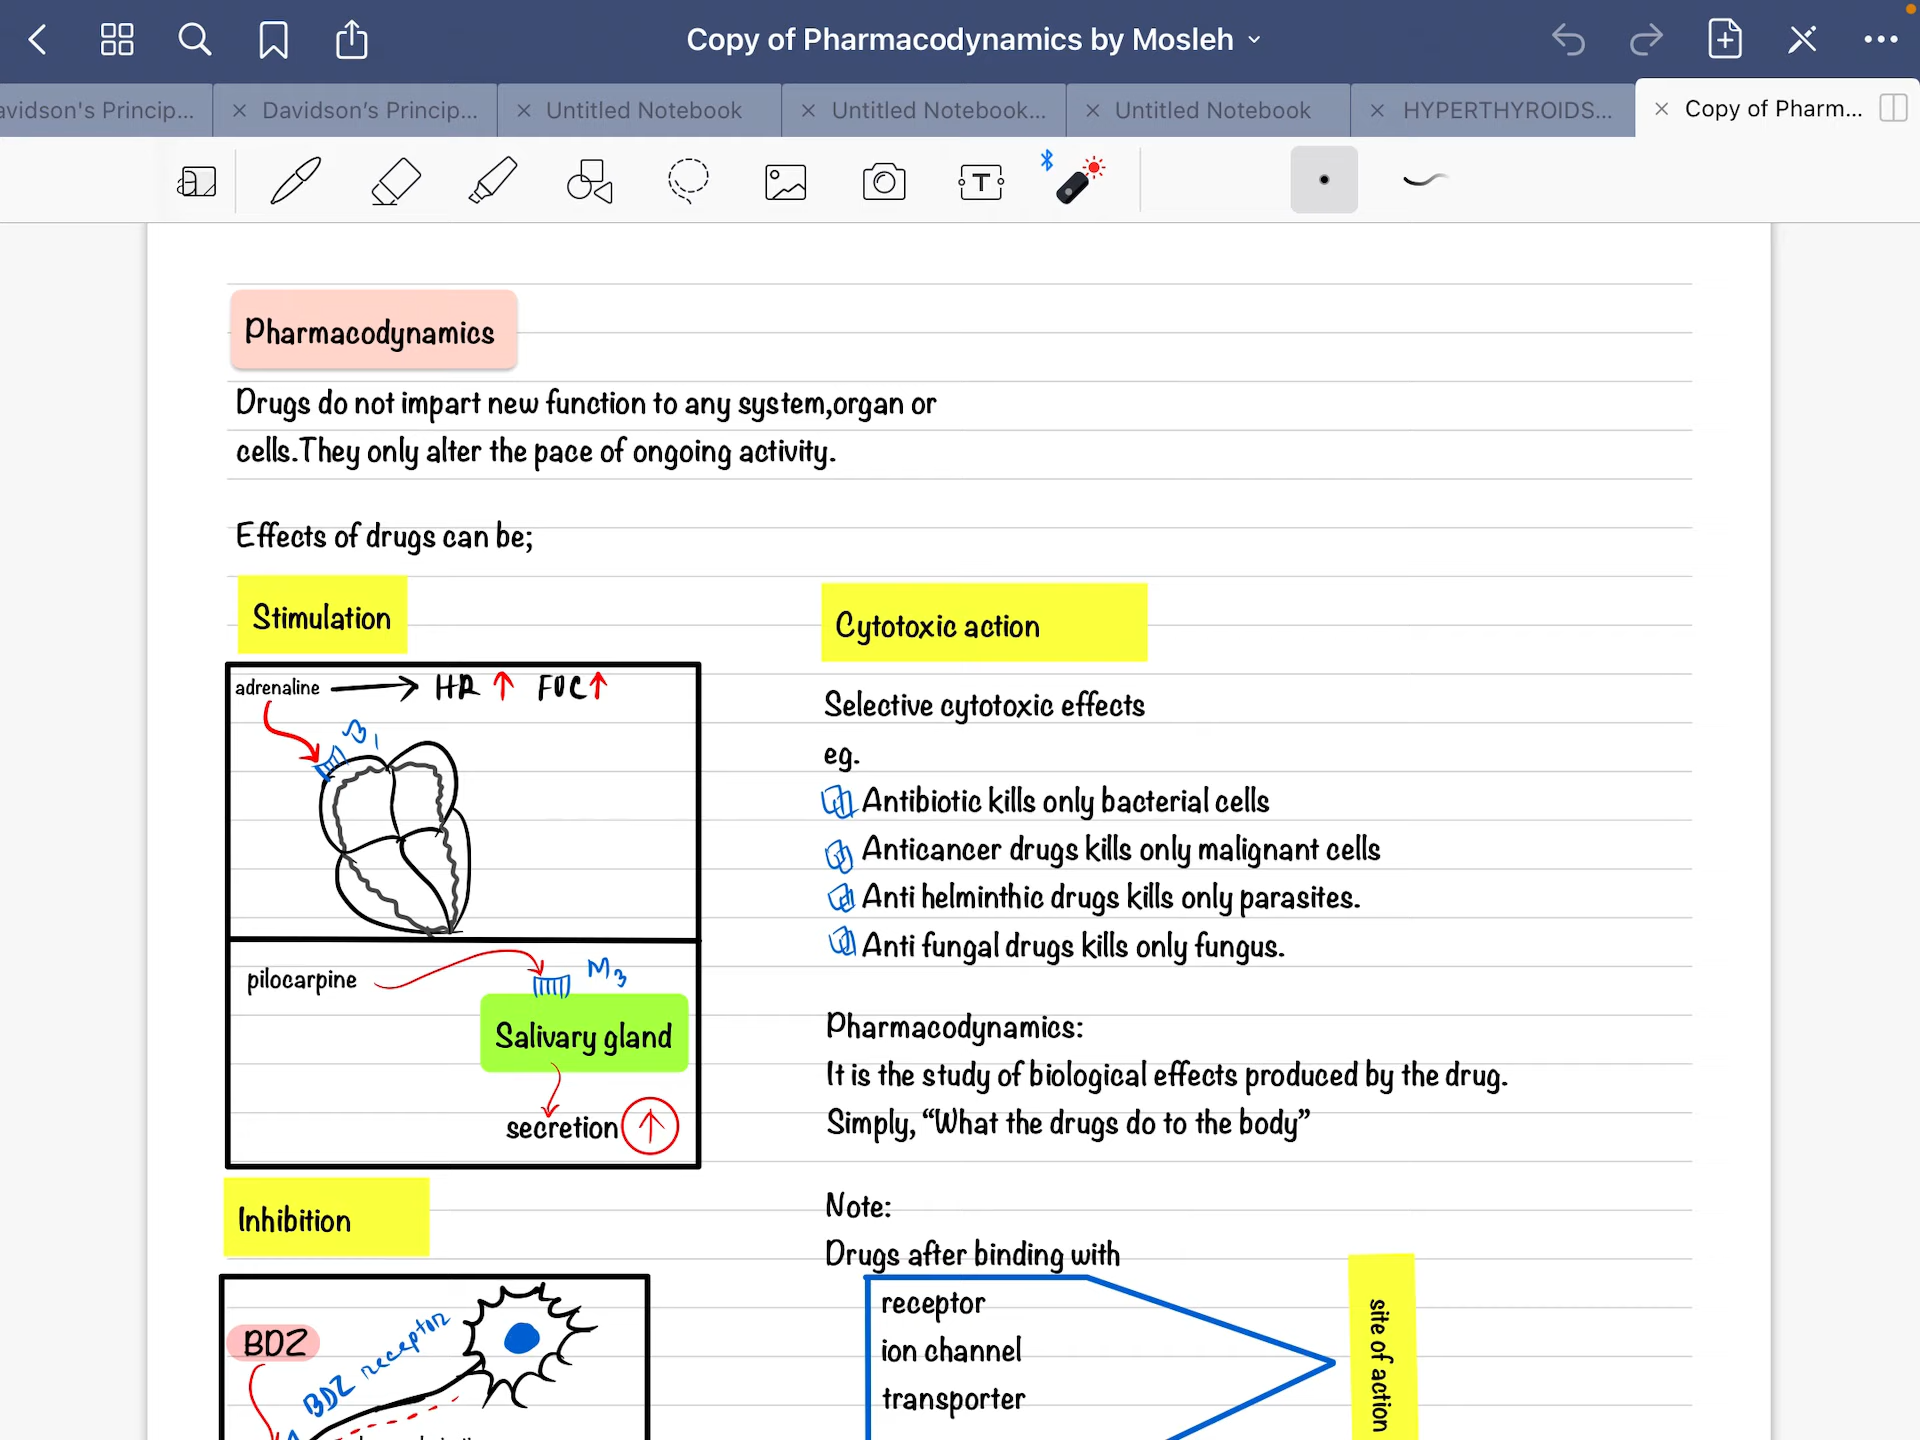 Copy of Pharmacodynamics by Mosleh
avidson's Princip...
Davidson's Princip...
Untitled Notebook
Untitled Notebook...
Untitled Notebook
HYPERTHYROIDS...
Copy of Pharm...
Pharmacodynamics
Drugs do not impart new function to any system,organ or
cells.They only alter the pace of ongoing activity.
Effects of drugs can be;
Stimulation
adrenaline → HR ↑ FOC↑
β1
pilocarpine
M3
Salivary gland
secretion ↑
Inhibition
BDZ
BDZ receptor
Cytotoxic action
Selective cytotoxic effects
eg.
Antibiotic kills only bacterial cells
Anticancer drugs kills only malignant cells
Anti helminthic drugs kills only parasites.
Anti fungal drugs kills only fungus.
Pharmacodynamics:
It is the study of biological effects produced by the drug.
Simply, “What the drugs do to the body”
Note:
Drugs after binding with
receptor
ion channel
transporter
site of action